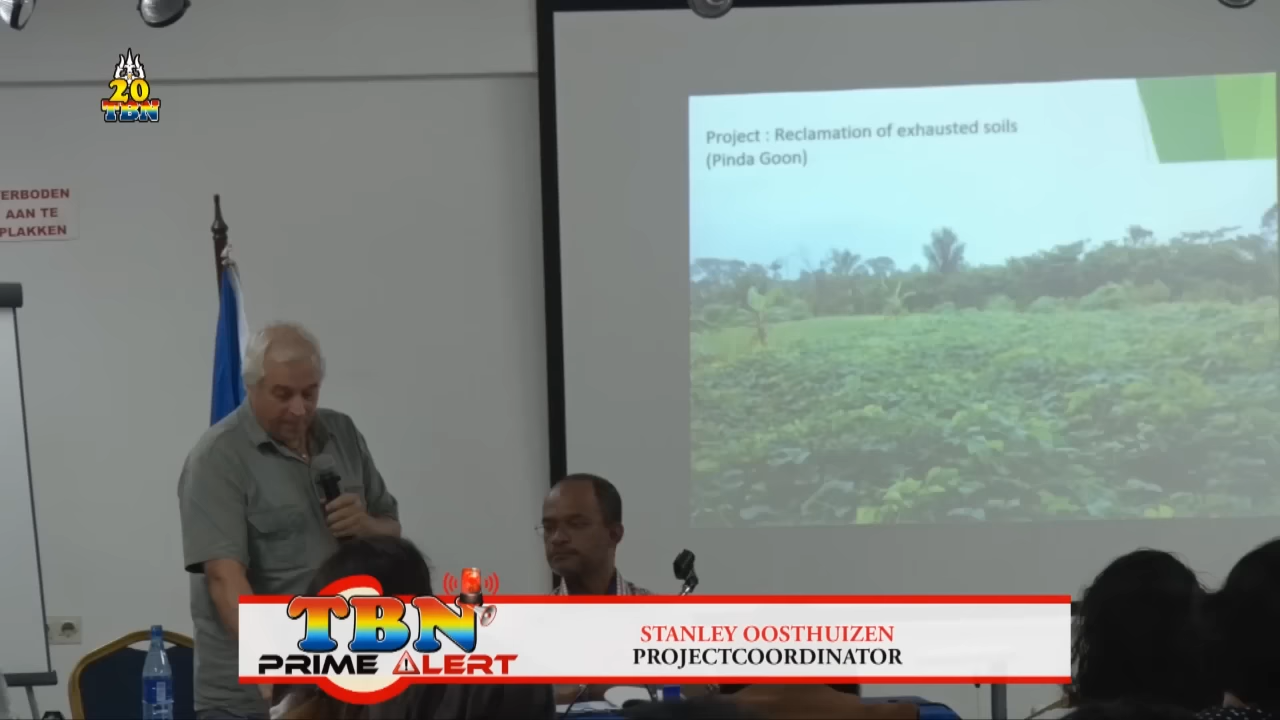 20
TBN
ERBODEN
AAN TE
PLAKKEN
Project : Reclamation of exhausted soils
(Pinda Goon)
TBN
PRIME ALERT
STANLEY OOSTHUIZEN
PROJECTCOORDINATOR